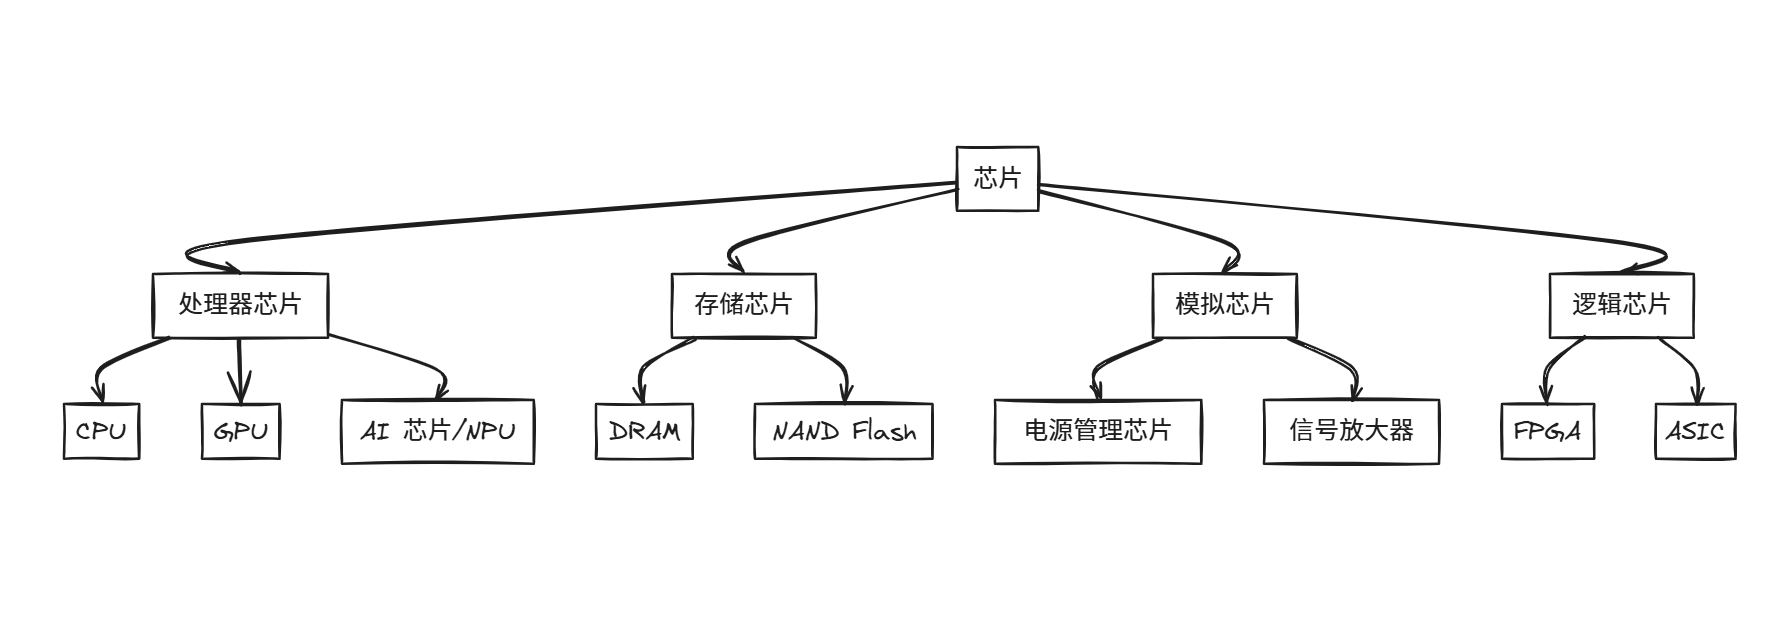 芯片
处理器芯片
存储芯片
模拟芯片
逻辑芯片
CPU
GPU
AI 芯片/NPU
DRAM
NAND Flash
电源管理芯片
信号放大器
FPGA
ASIC